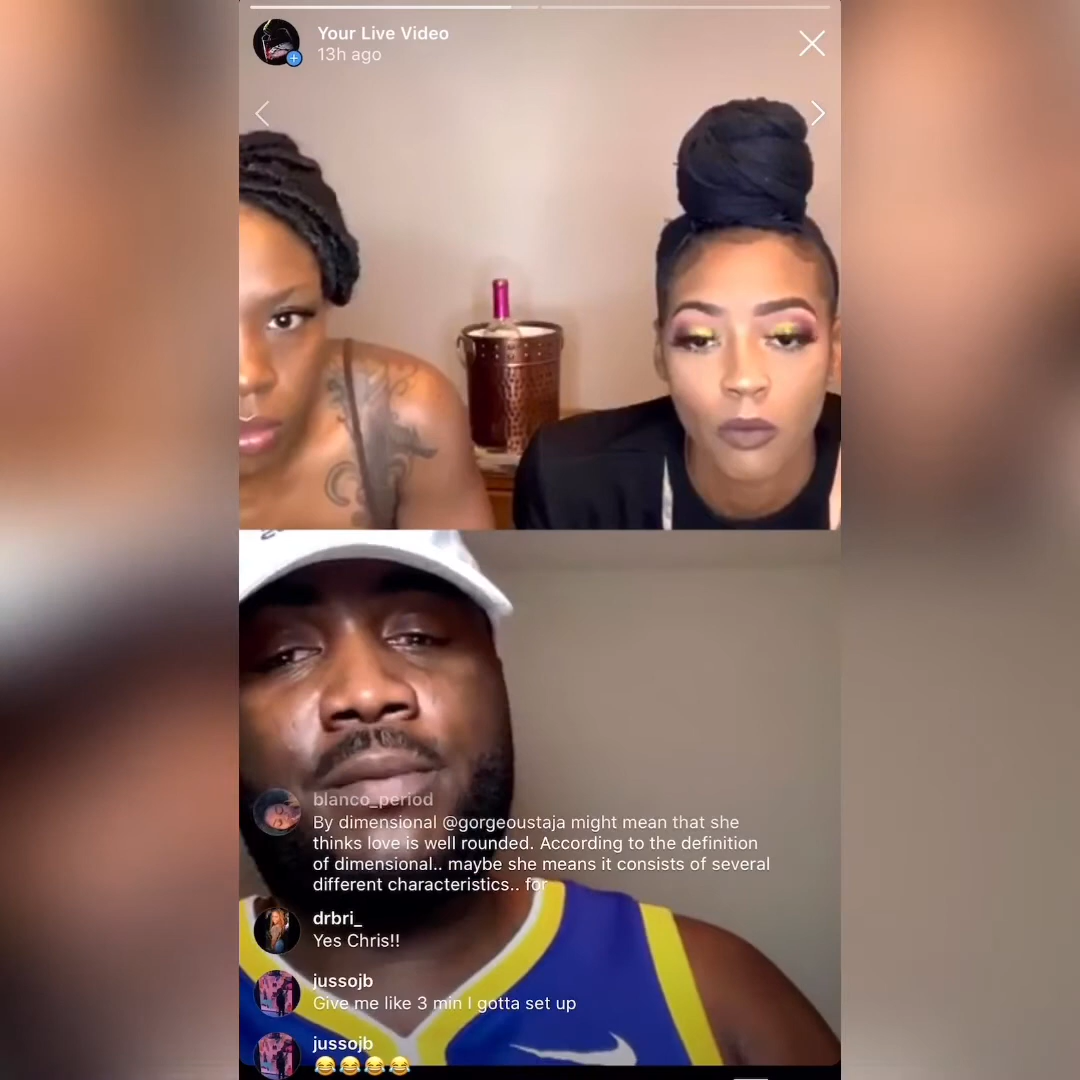 Your Live Video
13h ago
blanco_period
By dimensional @gorgeoustaja might mean that she
thinks love is well rounded. According to the definition
of dimensional.. maybe she means it consists of several
different characteristics.. for
drbri_
Yes Chris!!
jussojb
Give me like 3 min I gotta set up
jussojb
😂😂😂😂